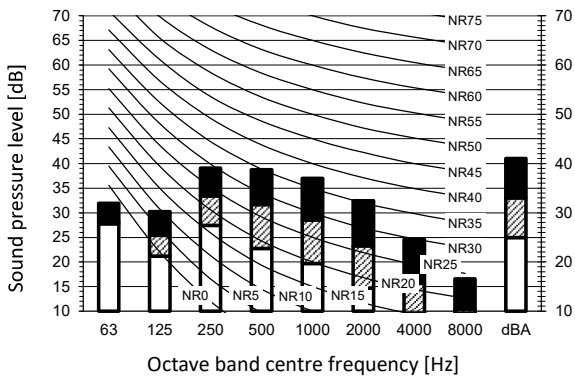 Sound pressure level [dB]
70
65
60
55
50
45
40
35
30
25
20
15
10
NR75
NR70
NR65
NR60
NR55
NR50
NR45
NR40
NR35
NR30
NR25
NR20
NR0 NR5 NR10 NR15
70
60
50
40
30
20
10
63 125 250 500 1000 2000 4000 8000 dBA
Octave band centre frequency [Hz]